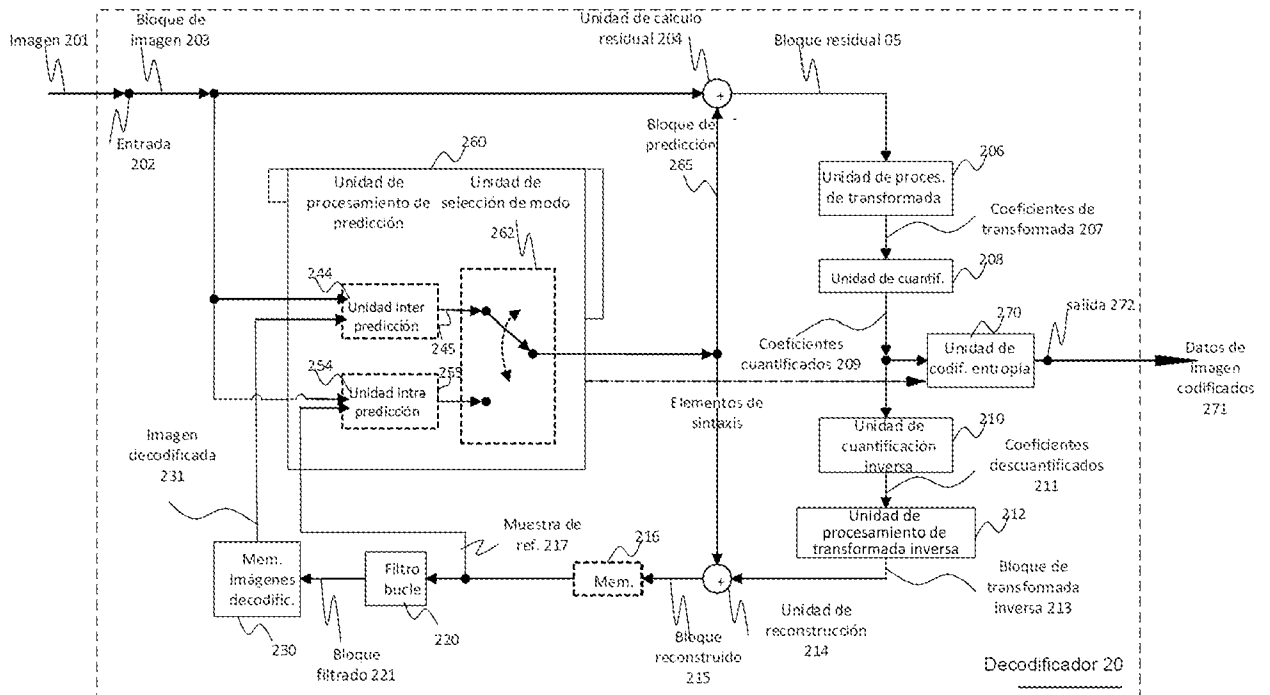 Imagen 201
Bloque de
imagen 203
Unidad de cálculo
residual 204
Bloque residual 05
Entrada
202
Bloque de
predicción
265
260
Unidad de
procesamiento de
predicción
Unidad de
selección de modo
262
206
Unidad de proces.
de transformada
Coeficientes de
transformada 207
208
Unidad de cuantif.
244
Unidad inter
predicción
245
254
Unidad intra
predicción
255
Coeficientes
cuantificados 209
270
Unidad de
codif. entropía
salida 272
Datos de
imagen
codificados
271
Elementos de
sintaxis
210
Unidad de
cuantificación
inversa
Coeficientes
descuantificados
211
Imagen
decodificada
231
212
Unidad de
procesamiento de
transformada inversa
Bloque de
transformada
inversa 213
Muestra de
ref. 217
216
Mem.
Mem.
imágenes
decodific.
230
Filtro
bucle
220
Bloque
filtrado 221
Bloque
reconstruido
215
Unidad de
reconstrucción
214
Decodificador 20